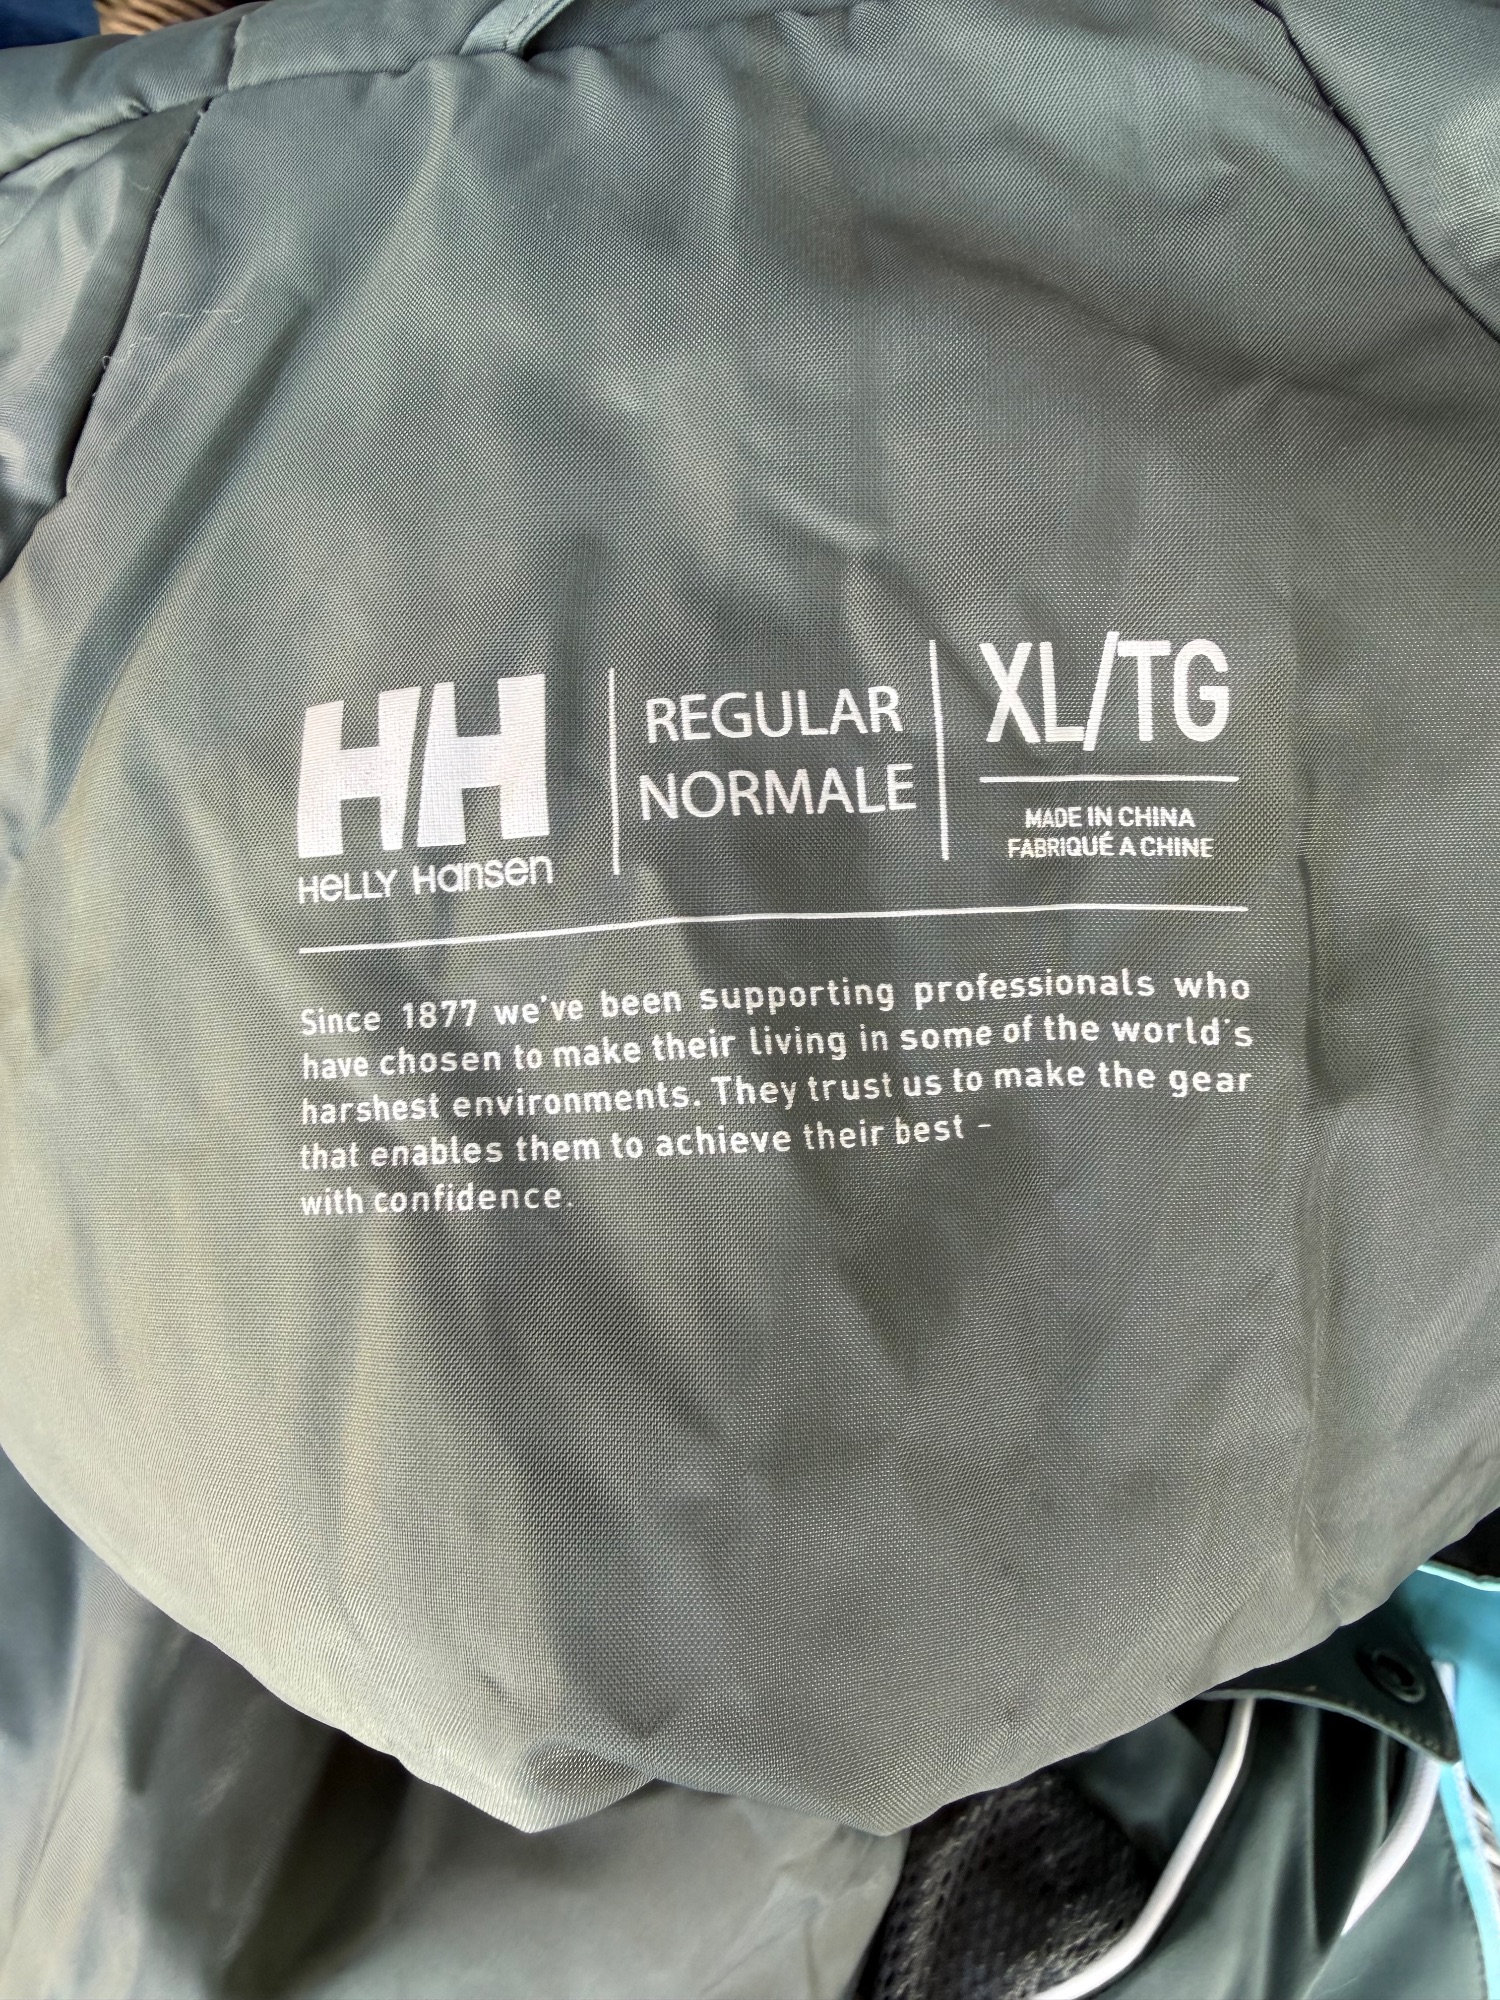 HH
HELLY HANSEN
REGULAR
NORMALE
XL/TG
MADE IN CHINA
FABRIQUÉ A CHINE
Since 1877 we've been supporting professionals who
have chosen to make their living in some of the world's
harshest environments. They trust us to make the gear
that enables them to achieve their best -
with confidence.